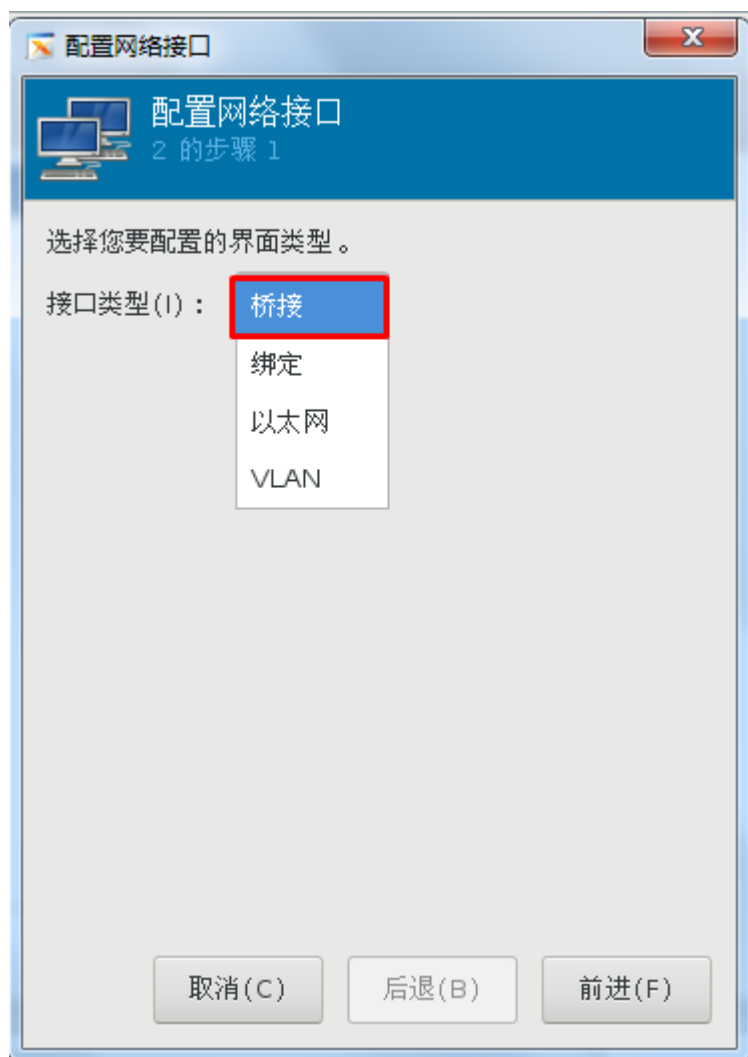 配置网络接口
x
配置网络接口
2 的步骤 1
选择您要配置的界面类型。
接口类型(I)： 桥接
绑定
以太网
VLAN
取消(C) 后退(B) 前进(F)